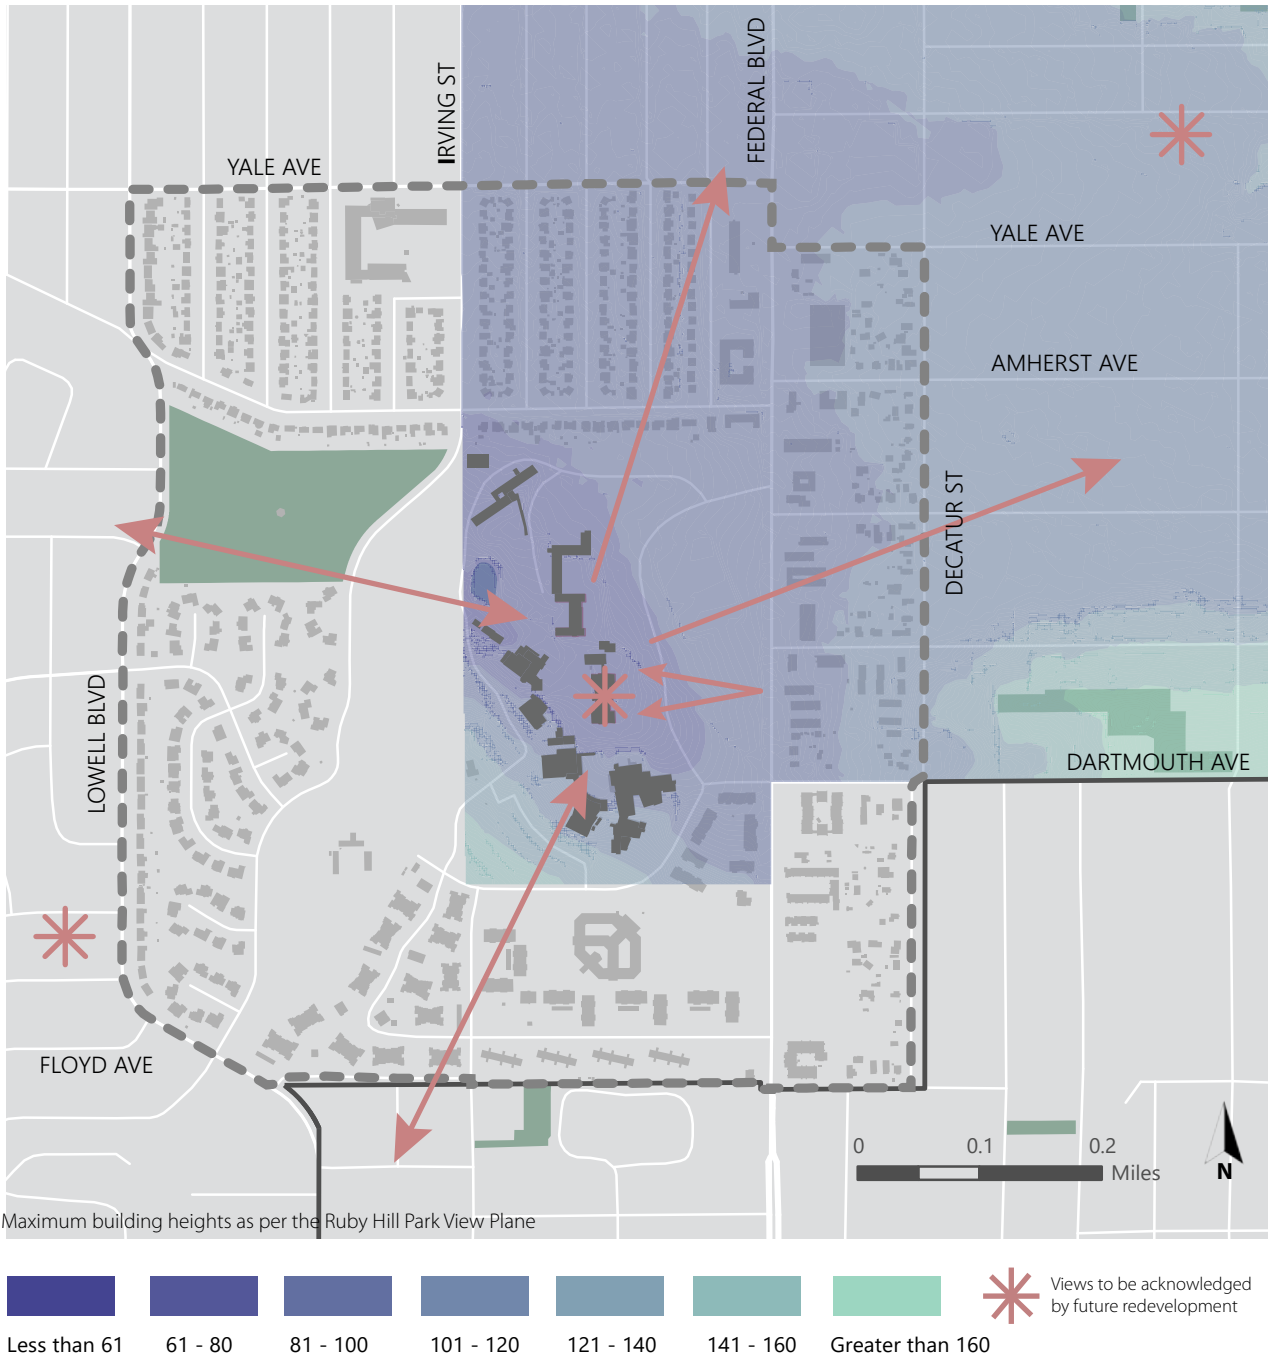 IRVING ST
FEDERAL BLVD
YALE AVE
YALE AVE
AMHERST AVE
DECATUR ST
LOWELL BLVD
DARTMOUTH AVE
FLOYD AVE
0 0.1 0.2
Miles
N
Maximum building heights as per the Ruby Hill Park View Plane
Views to be acknowledged
by future redevelopment
Less than 61 61 - 80 81 - 100 101 - 120 121 - 140 141 - 160 Greater than 160